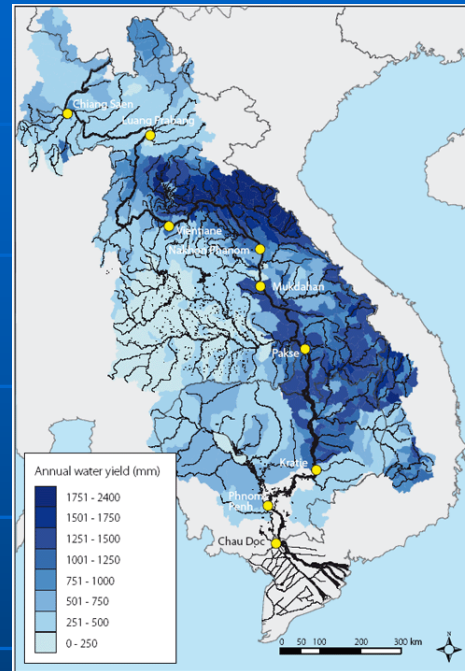 Chiang Saen
Luang Prabang
Vientiane
Nakhon Phanom
Mukdahan
Pakse
Kratie
Phnom
Penh
Chau Doc
Annual water yield (mm)
1751 - 2400
1501 - 1750
1251 - 1500
1001 - 1250
751 - 1000
501 - 750
251 - 500
0 - 250
0 50 100 200 300 km
N